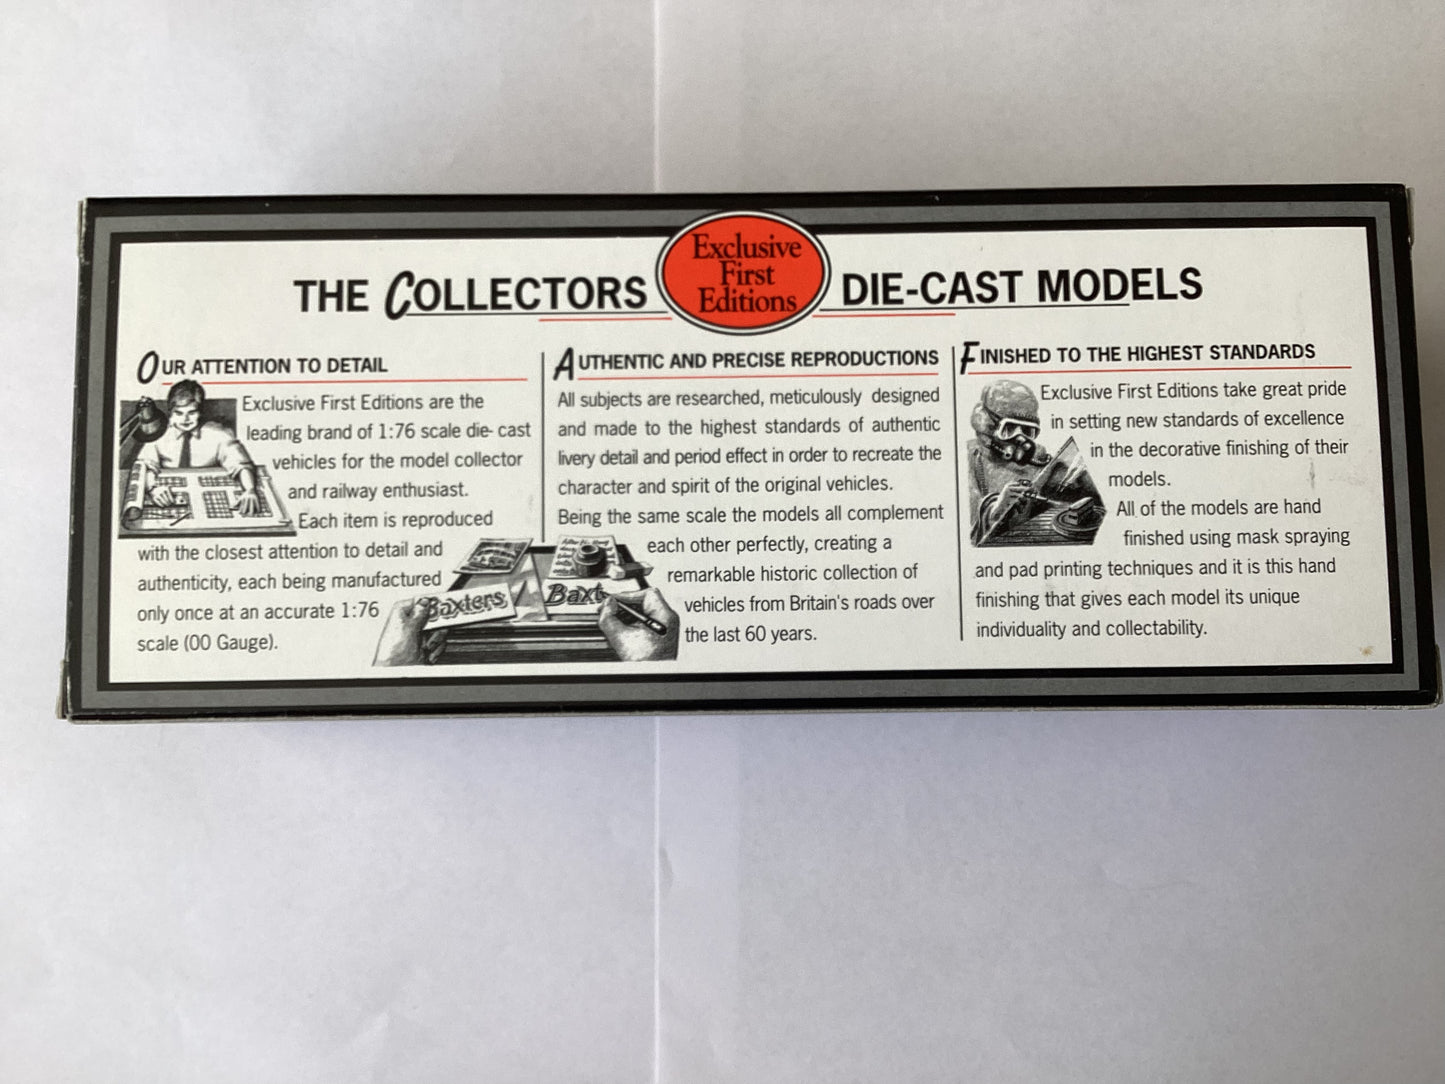 THE COLLECTORS
Exclusive
First
Editions
DIE-CAST MODELS
OUR ATTENTION TO DETAIL
Exclusive First Editions are the
leading brand of 1:76 scale die- cast
vehicles for the model collector
and railway enthusiast.
Each item is reproduced
with the closest attention to detail and
authenticity, each being manufactured
only once at an accurate 1:76
scale (00 Gauge).
AUTHENTIC AND PRECISE REPRODUCTIONS
All subjects are researched, meticulously designed
and made to the highest standards of authentic
livery detail and period effect in order to recreate the
character and spirit of the original vehicles.
Being the same scale the models all complement
each other perfectly, creating a
remarkable historic collection of
vehicles from Britain's roads over
the last 60 years.
Baxters
Baxt
FINISHED TO THE HIGHEST STANDARDS
Exclusive First Editions take great pride
in setting new standards of excellence
in the decorative finishing of their
models.
All of the models are hand
finished using mask spraying
and pad printing techniques and it is this hand
finishing that gives each model its unique
individuality and collectability.